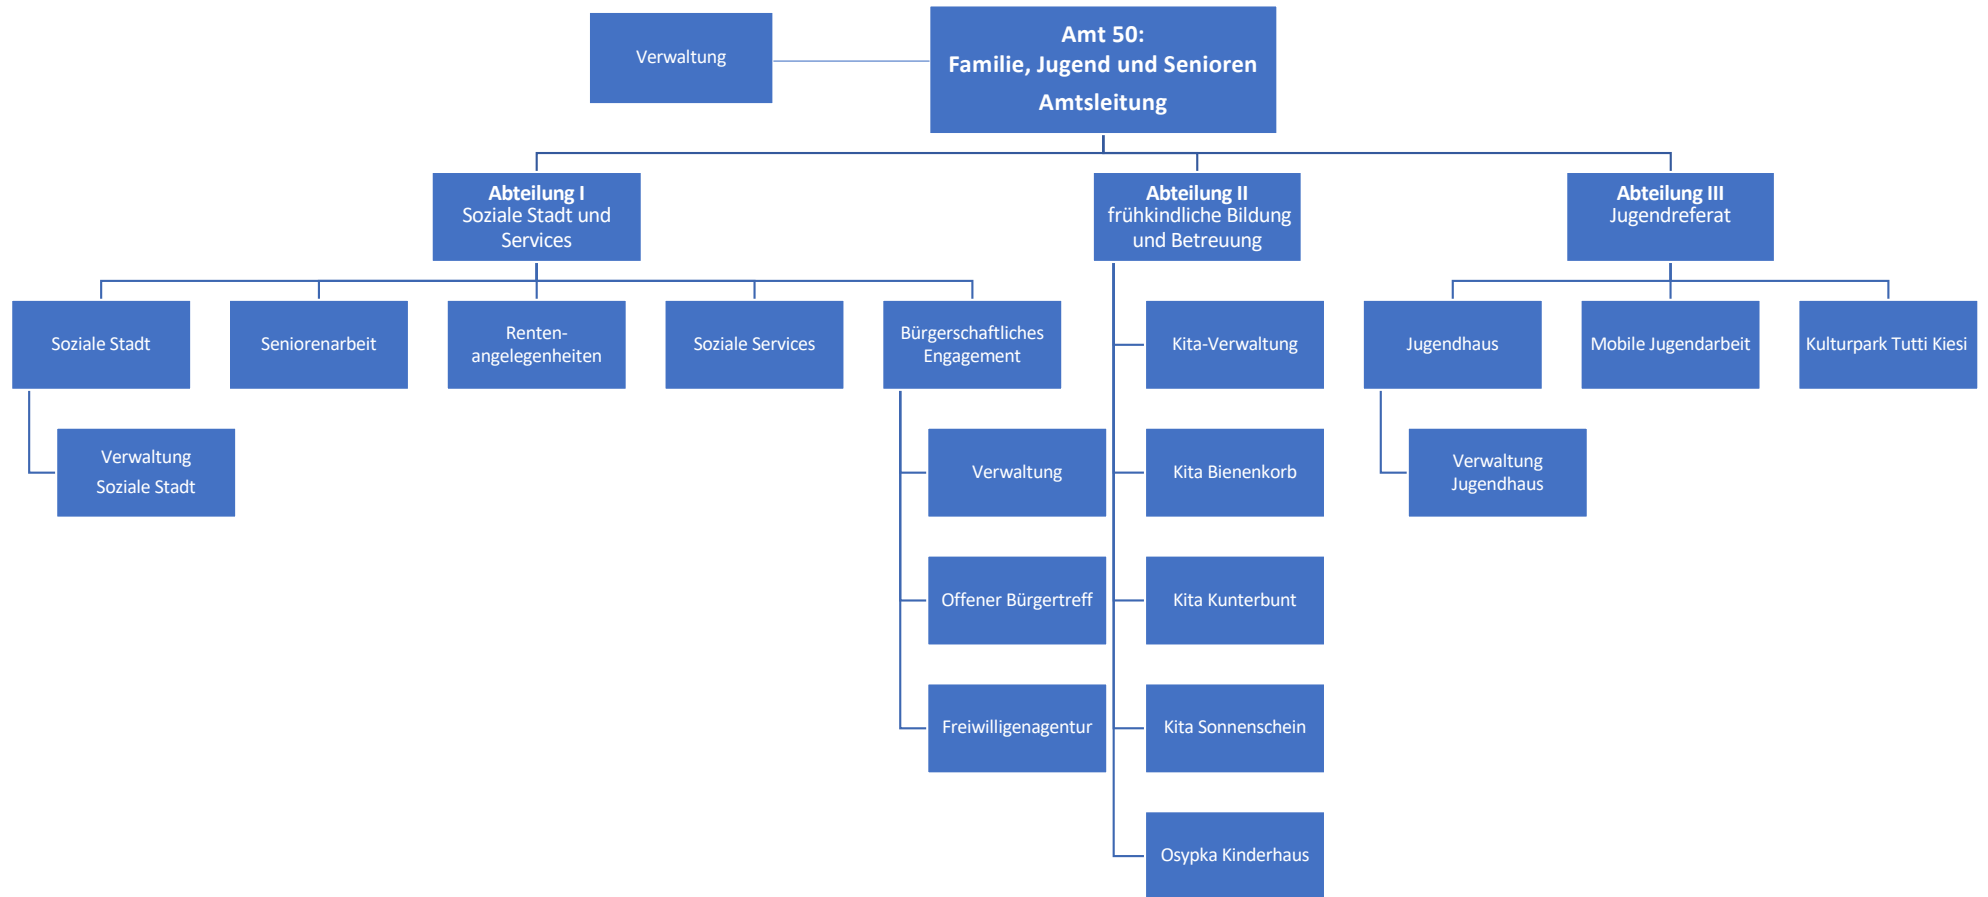 Verwaltung
Amt 50:
Familie, Jugend und Senioren
Amtsleitung
Abteilung I
Soziale Stadt und
Services
Abteilung II
frühkindliche Bildung
und Betreuung
Abteilung III
Jugendreferat
Soziale Stadt
Seniorenarbeit
Renten-
angelegenheiten
Soziale Services
Bürgerschaftliches
Engagement
Kita-Verwaltung
Jugendhaus
Mobile Jugendarbeit
Kulturpark Tutti Kiesi
Verwaltung
Soziale Stadt
Verwaltung
Kita Bienenkorb
Verwaltung
Jugendhaus
Offener Bürgertreff
Kita Kunterbunt
Freiwilligenagentur
Kita Sonnenschein
Osypka Kinderhaus